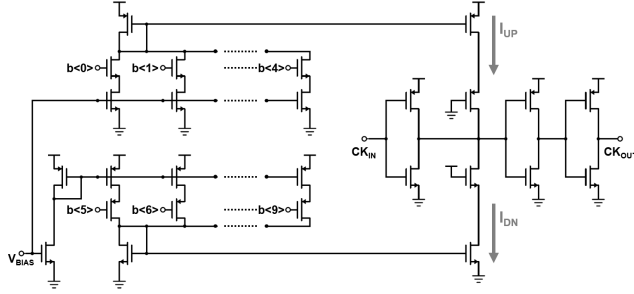 I_UP
b<0> b<1> b<4>
CK_IN CK_OUT
b<5> b<6> b<9>
V_BIAS I_DN